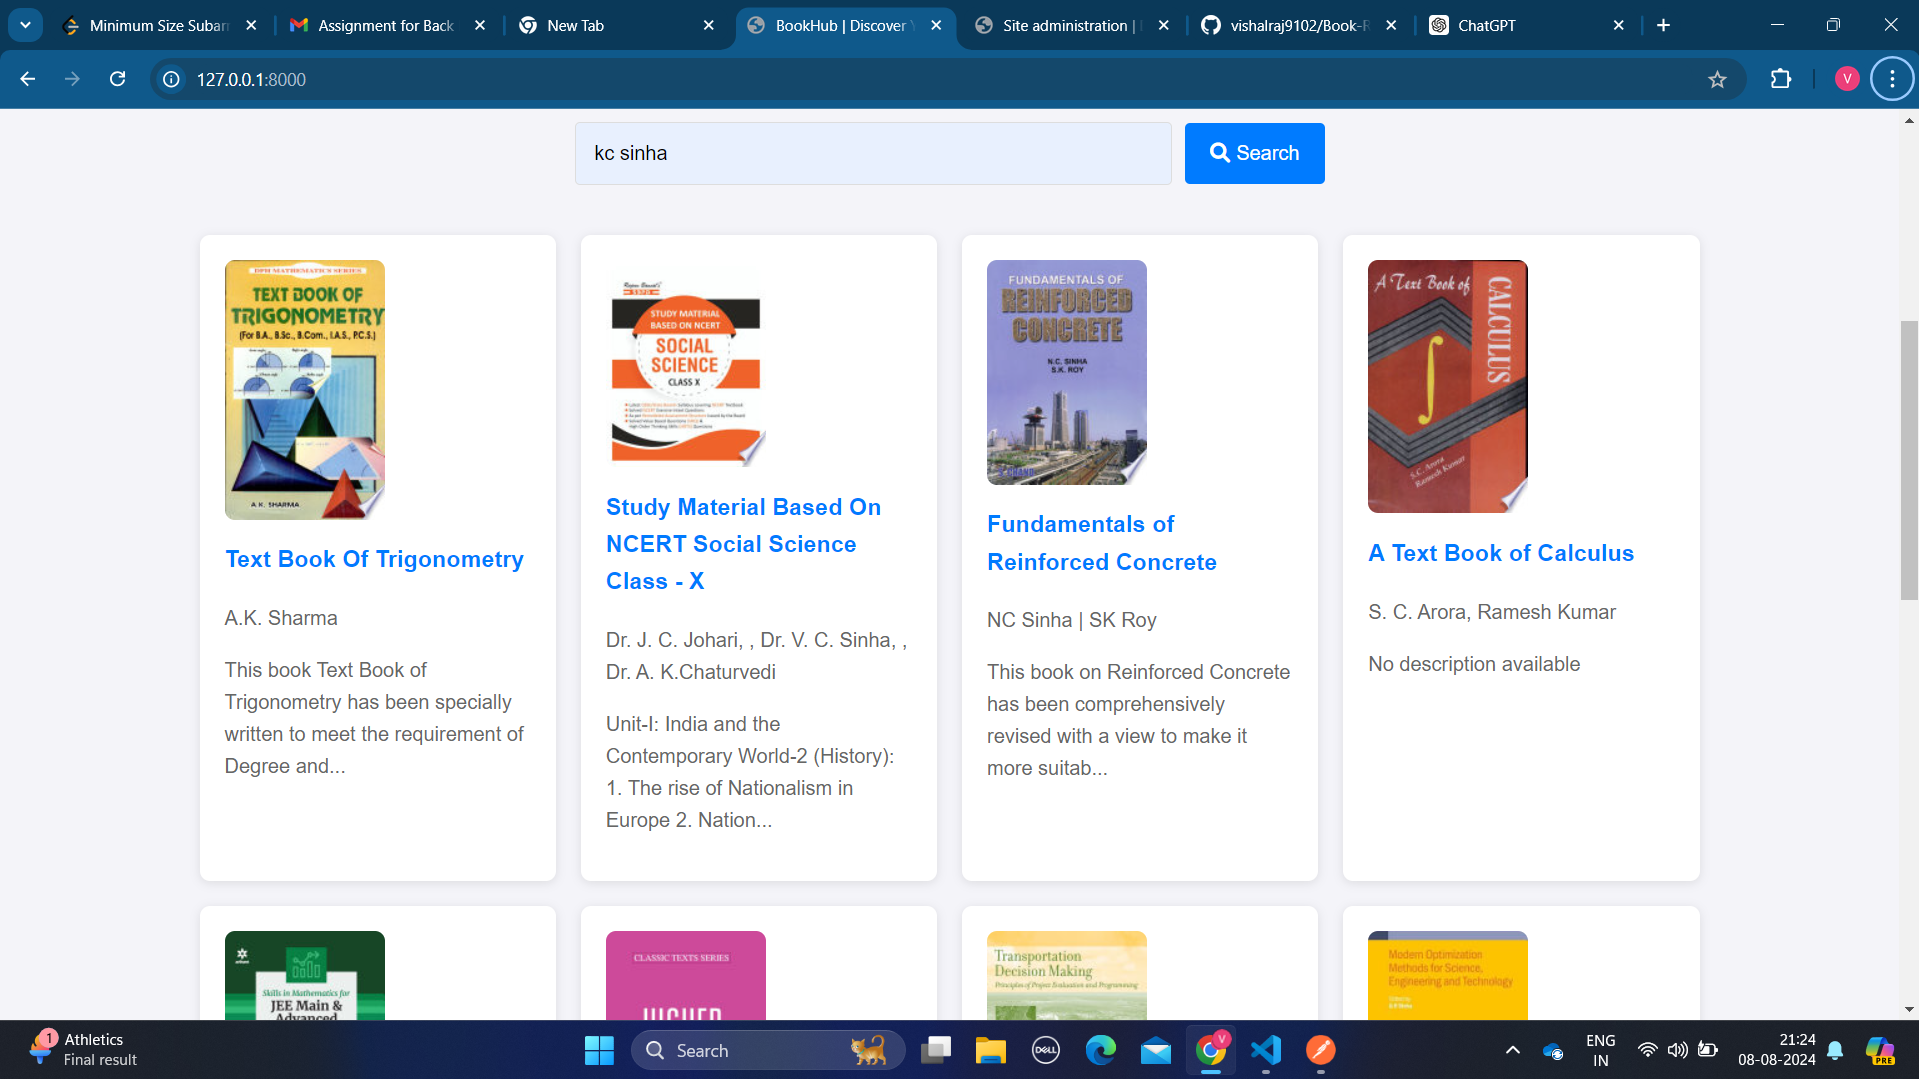 Minimum Size Subarr
Assignment for Back
New Tab
BookHub | Discover Y
Site administration |
vishalraj9102/Book-R
ChatGPT
127.0.0.1:8000
V
kc sinha
Search
DPH MATHEMATICS SERIES
TEXT BOOK OF
TRIGONOMETRY
(For B.A., B.Sc., B.Com., I.A.S., P.C.S.)
A.K. SHARMA
Text Book Of Trigonometry
A.K. Sharma
This book Text Book of
Trigonometry has been specially
written to meet the requirement of
Degree and...
STUDY MATERIAL
BASED ON NCERT
SOCIAL
SCIENCE
CLASS X
Study Material Based On
NCERT Social Science
Class - X
Dr. J. C. Johari, , Dr. V. C. Sinha, ,
Dr. A. K.Chaturvedi
Unit-I: India and the
Contemporary World-2 (History):
1. The rise of Nationalism in
Europe 2. Nation...
FUNDAMENTALS OF
REINFORCED
CONCRETE
N.C. SINHA
S.K. ROY
S CHAND
Fundamentals of
Reinforced Concrete
NC Sinha | SK Roy
This book on Reinforced Concrete
has been comprehensively
revised with a view to make it
more suitab...
A Text Book of
CALCULUS
S.C. Arora
Ramesh Kumar
A Text Book of Calculus
S. C. Arora, Ramesh Kumar
No description available
Skills in Mathematics for
JEE Main &
Advanced
CLASSIC TEXTS SERIES
HIGHER
Transportation
Decision Making
Principles of Project Evaluation and Programming
Modern Optimization
Methods for Science,
Engineering and Technology
1
Athletics
Final result
Search
DELL
V
ENG
IN
21:24
08-08-2024
PRE